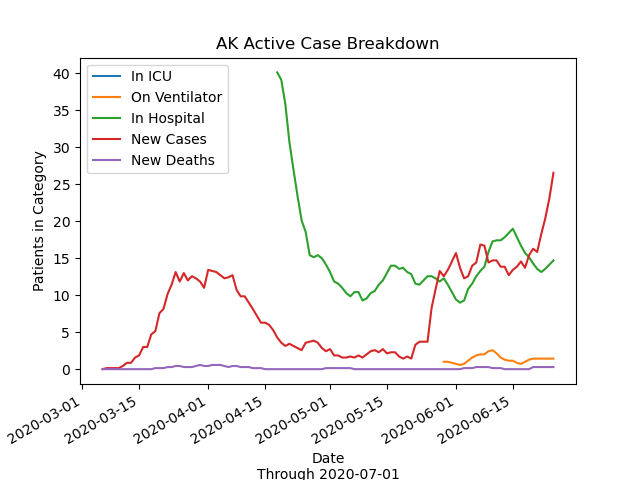 AK Active Case Breakdown
40
35
30
25
20
15
10
5
0
Patients in Category
In ICU
On Ventilator
In Hospital
New Cases
New Deaths
2020-03-01
2020-03-15
2020-04-01
2020-04-15
2020-05-01
2020-05-15
2020-06-01
2020-06-15
Date
Through 2020-07-01